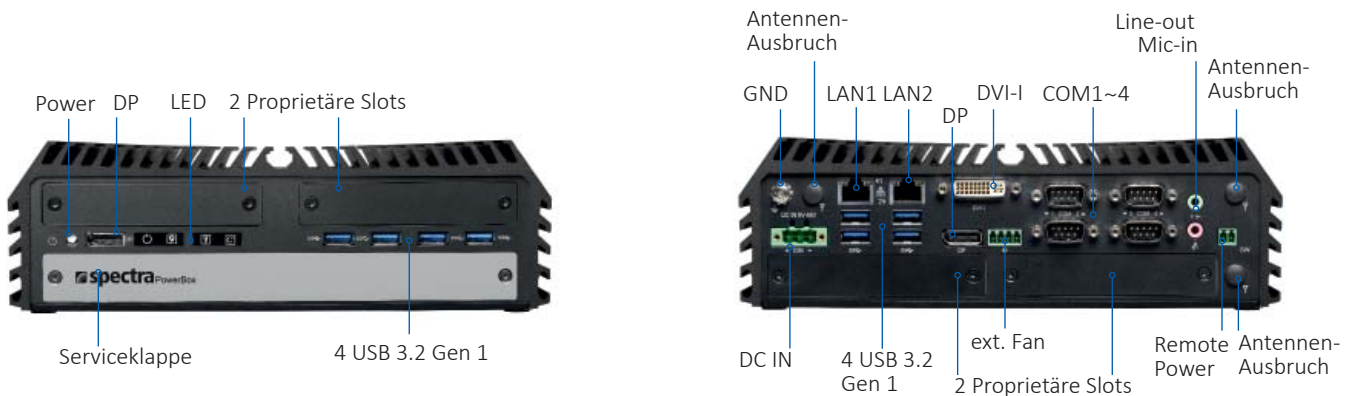 Power
DP
LED
2 Proprietäre Slots
spectra PowerBox
Serviceklappe
4 USB 3.2 Gen 1
Antennen-
Ausbruch
GND
LAN1
LAN2
DP
DVI-I
COM1~4
Line-out
Mic-in
Antennen-
Ausbruch
DVI-I
DP
DC IN
4 USB 3.2
Gen 1
ext. Fan
2 Proprietäre Slots
Remote
Power
Antennen-
Ausbruch